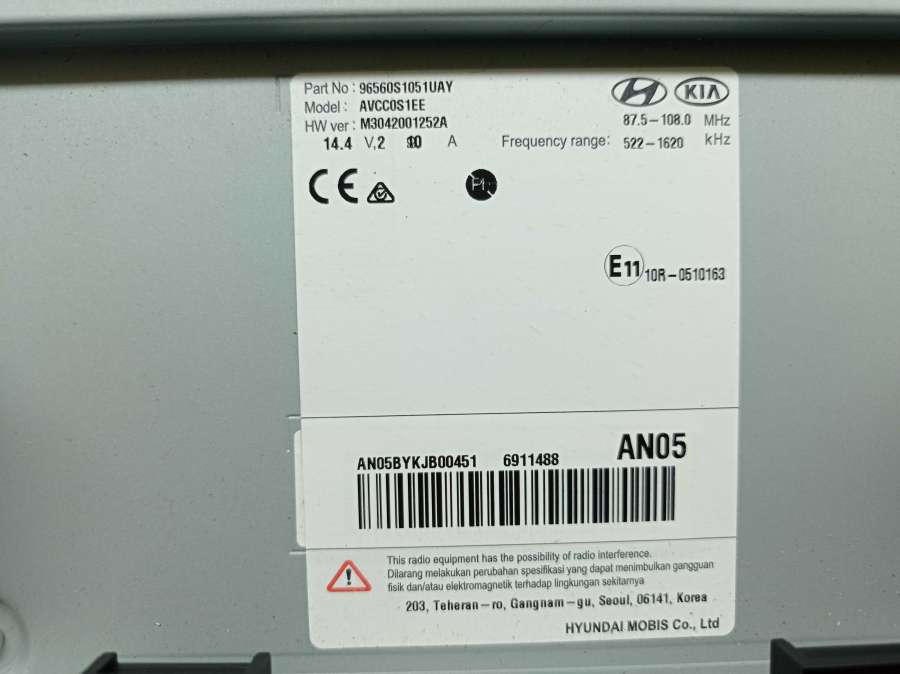 Part No : 96560S1051UAY
Model : AVCC0S1EE
HW ver : M3042001252A
14.4 V,2 A
KIA
87.5-108.0 MHz
Frequency range: 522-1620 kHz
CE
E11 10R-0510163
AN05
AN05BYKJB00451 6911488
This radio equipment has the possibility of radio interference.
Dilarang melakukan perubahan spesifikasi yang dapat menimbulkan gangguan
fisik dan/atau elektromagnetik terhadap lingkungan sekitarnya
203, Teheran-ro, Gangnam-gu, Seoul, 06141, Korea
HYUNDAI MOBIS Co., Ltd